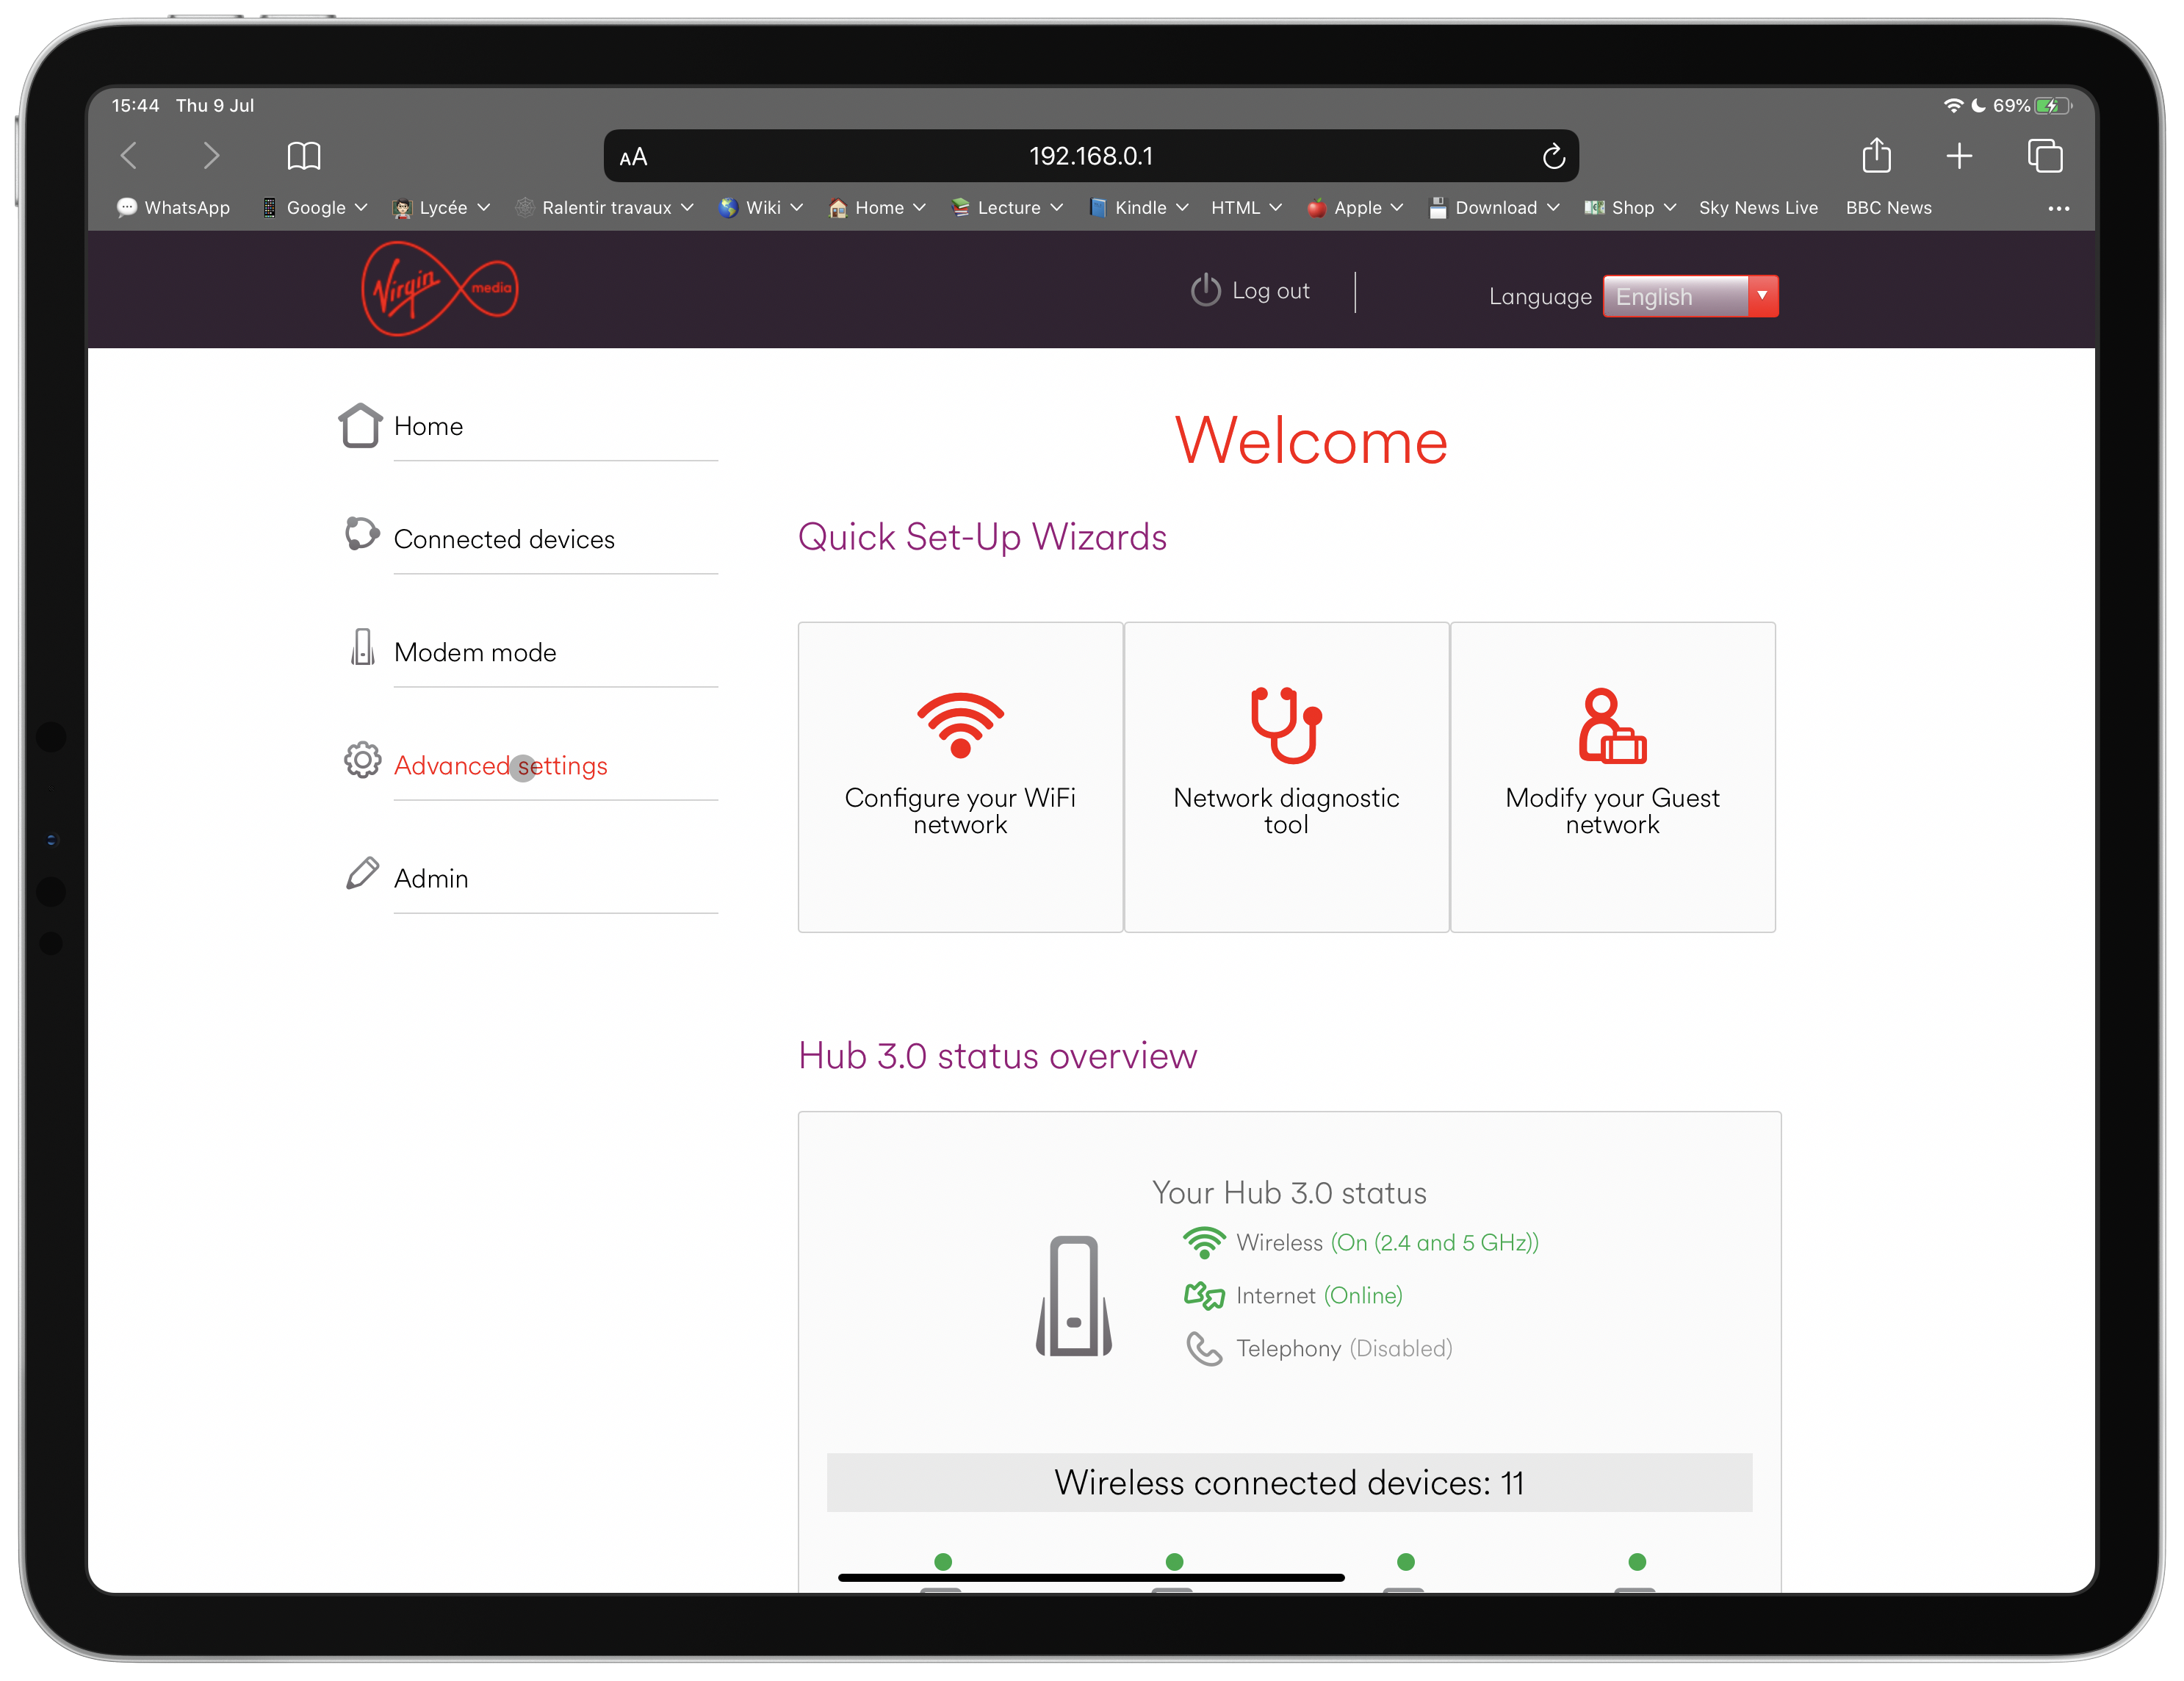 15:44 Thu 9 Jul
69%
AA
192.168.0.1
WhatsApp Google Lycée Ralentir travaux Wiki Home Lecture Kindle HTML Apple Download Shop Sky News Live BBC News
Virgin media
Log out
Language English
Home
Connected devices
Modem mode
Advanced settings
Admin
Welcome
Quick Set-Up Wizards
Configure your WiFi
network
Network diagnostic
tool
Modify your Guest
network
Hub 3.0 status overview
Your Hub 3.0 status
Wireless (On (2.4 and 5 GHz))
Internet (Online)
Telephony (Disabled)
Wireless connected devices: 11